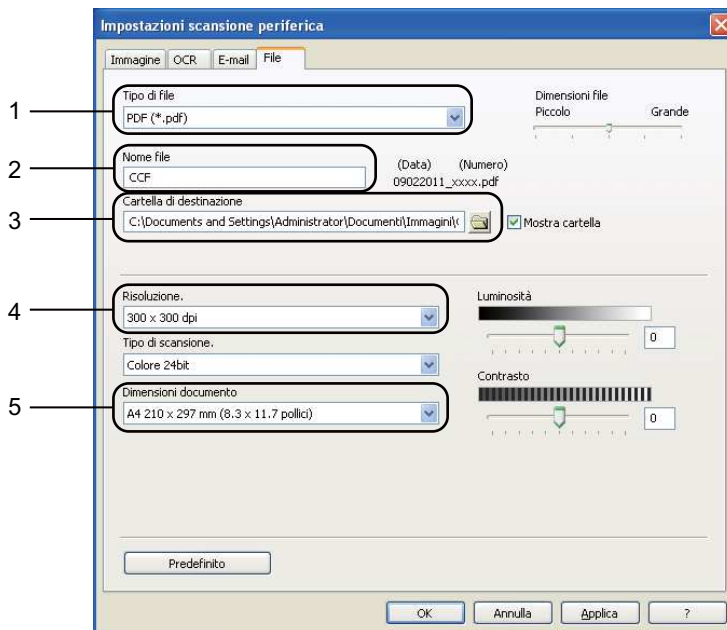 Impostazioni scansione periferica
Immagine OCR E-mail File
1
Tipo di file
PDF (*.pdf)
Dimensioni file
Piccolo Grande
2
Nome file
CCF
(Data) (Numero)
09022011_xxxx.pdf
3
Cartella di destinazione
C:\Documents and Settings\Administrator\Documenti\Immagini\
Mostra cartella
4
Risoluzione.
300 x 300 dpi
Luminosità
0
Tipo di scansione.
Colore 24bit
Contrasto
0
5
Dimensioni documento
A4 210 x 297 mm (8.3 x 11.7 pollici)
Predefinito
OK Annulla Applica ?